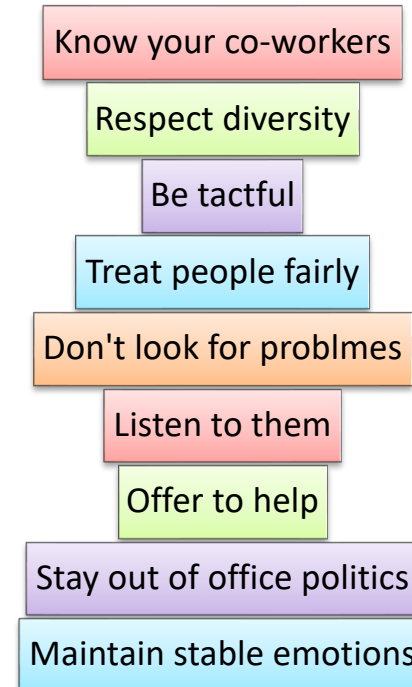 Know your co-workers
Respect diversity
Be tactful
Treat people fairly
Don't look for problmes
Listen to them
Offer to help
Stay out of office politics
Maintain stable emotions